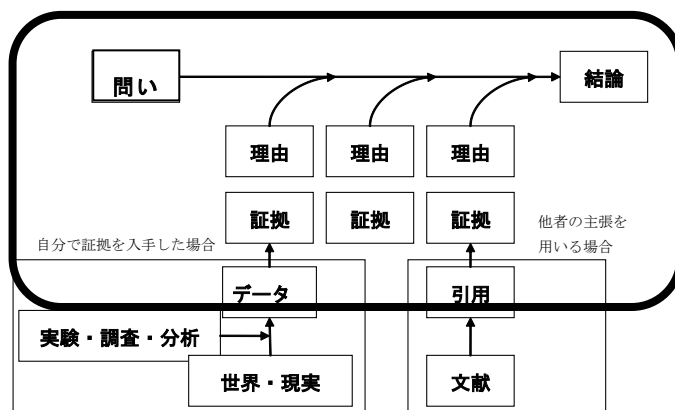 問い
結論
理由
理由
理由
証拠
証拠
証拠
自分で証拠を入手した場合
他者の主張を
用いる場合
データ
引用
実験・調査・分析
世界・現実
文献